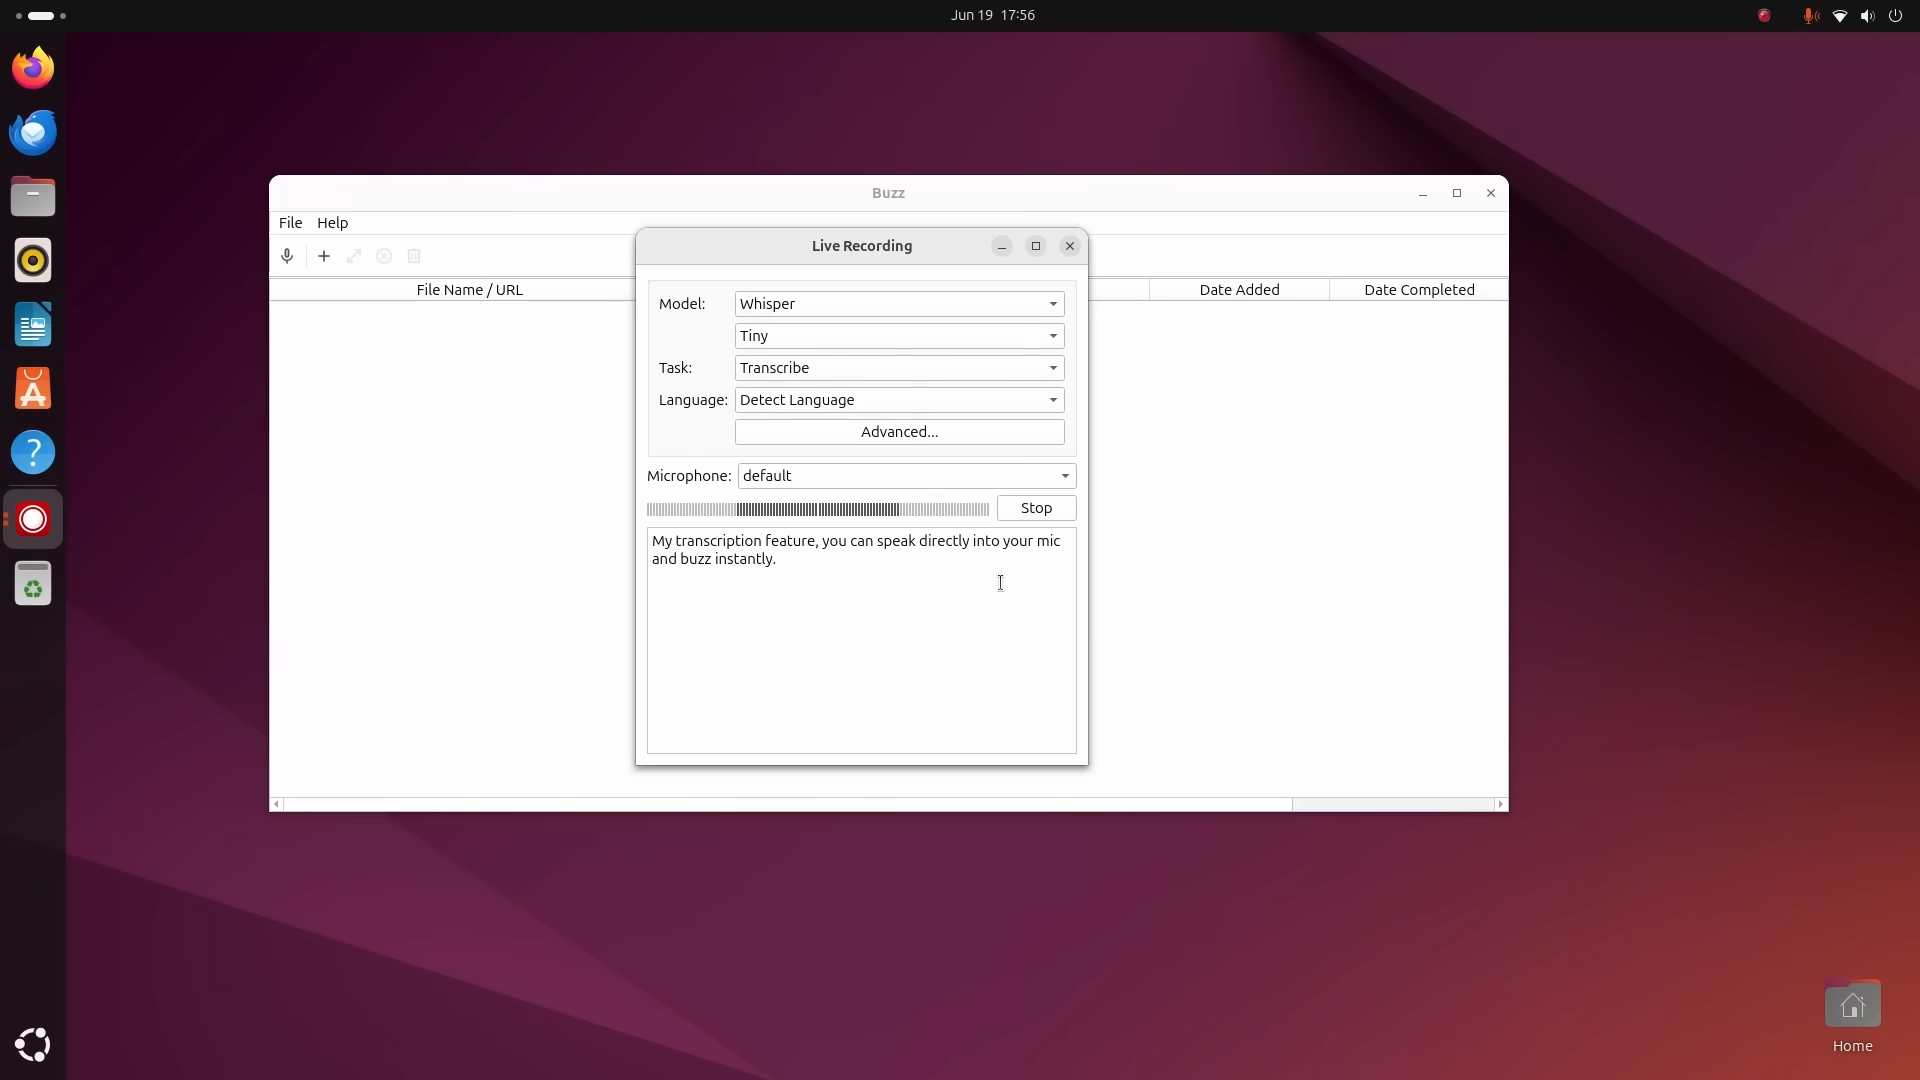 Jun 19 17:56
Buzz
File Help
Live Recording
File Name / URL
Date Added
Date Completed
Model: Whisper
Tiny
Task: Transcribe
Language: Detect Language
Advanced...
Microphone: default
Stop
My transcription feature, you can speak directly into your mic
and buzz instantly.
Home